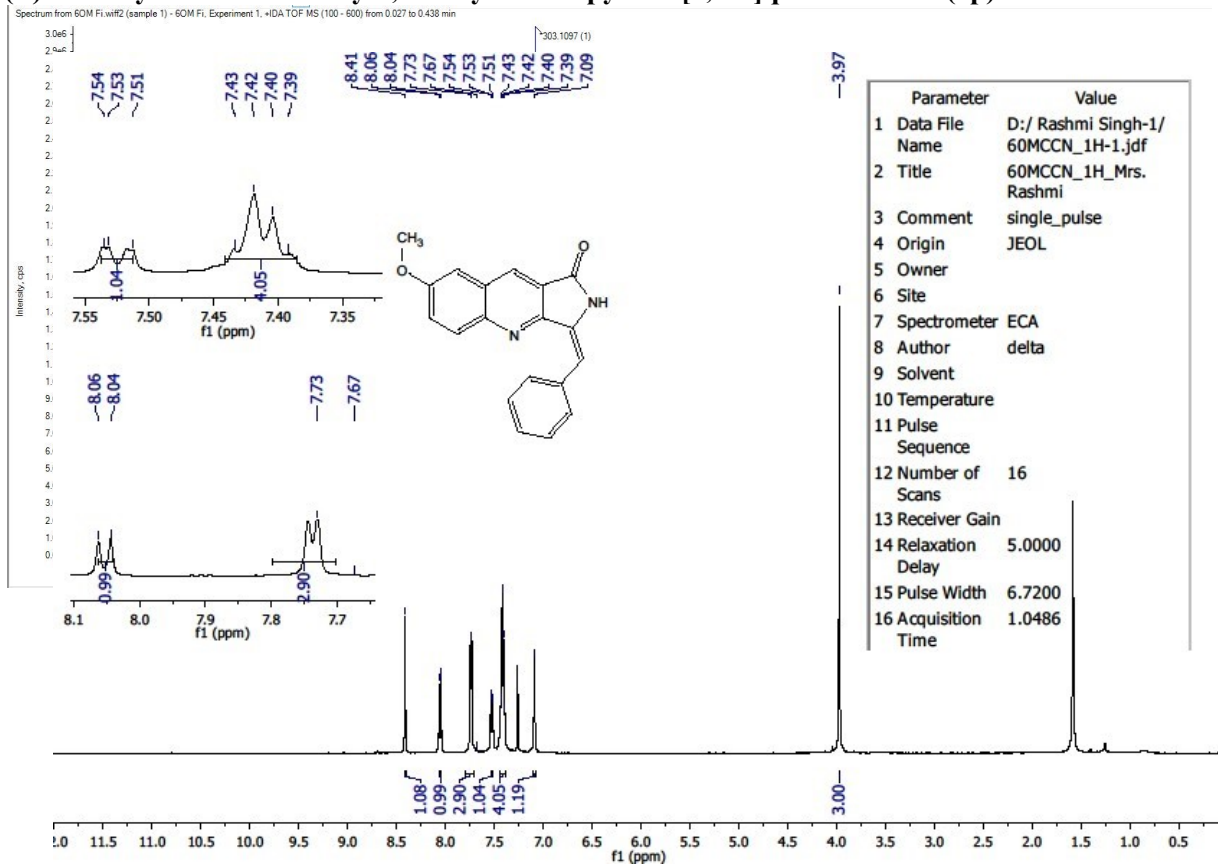 Spectrum from 6OM Fi.wiff2 (sample 1) - 6OM Fi, Experiment 1, +IDA TOF MS (100 - 600) from 0.027 to 0.438 min
3.0e6
2.9e6
Intensity, cps
303.1097 (1)
8.41
8.06
8.04
7.73
7.67
7.54
7.53
7.51
7.43
7.42
7.40
7.39
7.09
3.97
7.54
7.53
7.51
7.43
7.42
7.40
7.39
1.04
4.05
7.55 7.50 7.45 7.40 7.35
f1 (ppm)
8.06
8.04
7.73
7.67
0.99
2.90
8.1 8.0 7.9 7.8 7.7
f1 (ppm)
CH3
O
O
NH
N
Parameter Value
1 Data File Name D:/ Rashmi Singh-1/
60MCCN_1H-1.jdf
2 Title 60MCCN_1H_Mrs.
Rashmi
3 Comment single_pulse
4 Origin JEOL
5 Owner
6 Site
7 Spectrometer ECA
8 Author delta
9 Solvent
10 Temperature
11 Pulse
Sequence
12 Number of 16
Scans
13 Receiver Gain
14 Relaxation 5.0000
Delay
15 Pulse Width 6.7200
16 Acquisition 1.0486
Time
1.08
0.99
2.90
1.04
4.05
1.19
3.00
2.0 11.5 11.0 10.5 10.0 9.5 9.0 8.5 8.0 7.5 7.0 6.5 6.0 5.5 5.0 4.5 4.0 3.5 3.0 2.5 2.0 1.5 1.0 0.5
f1 (ppm)